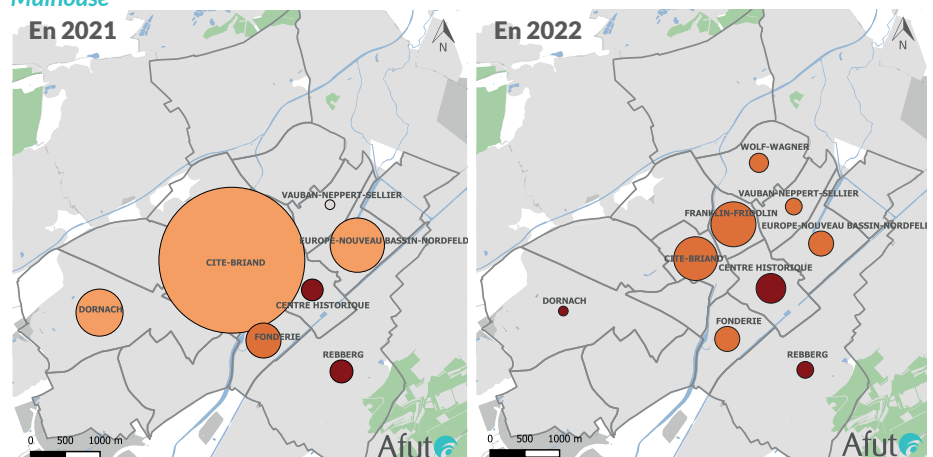 Mulhouse
En 2021
N
VAUBAN-NEPPERT-SELLIER
EUROPE-NOUVEAU BASSIN-NORDFELD
CITE-BRIAND
CENTRE HISTORIQUE
DORNACH
FONDERIE
REBBERG
0 500 1000 m
Afut
En 2022
N
WOLF-WAGNER
VAUBAN-NEPPERT-SELLIER
FRANKLIN-FRIDOLIN
EUROPE-NOUVEAU BASSIN-NORDFELD
CITE-BRIAND
CENTRE HISTORIQUE
DORNACH
FONDERIE
REBBERG
0 500 1000 m
Afut